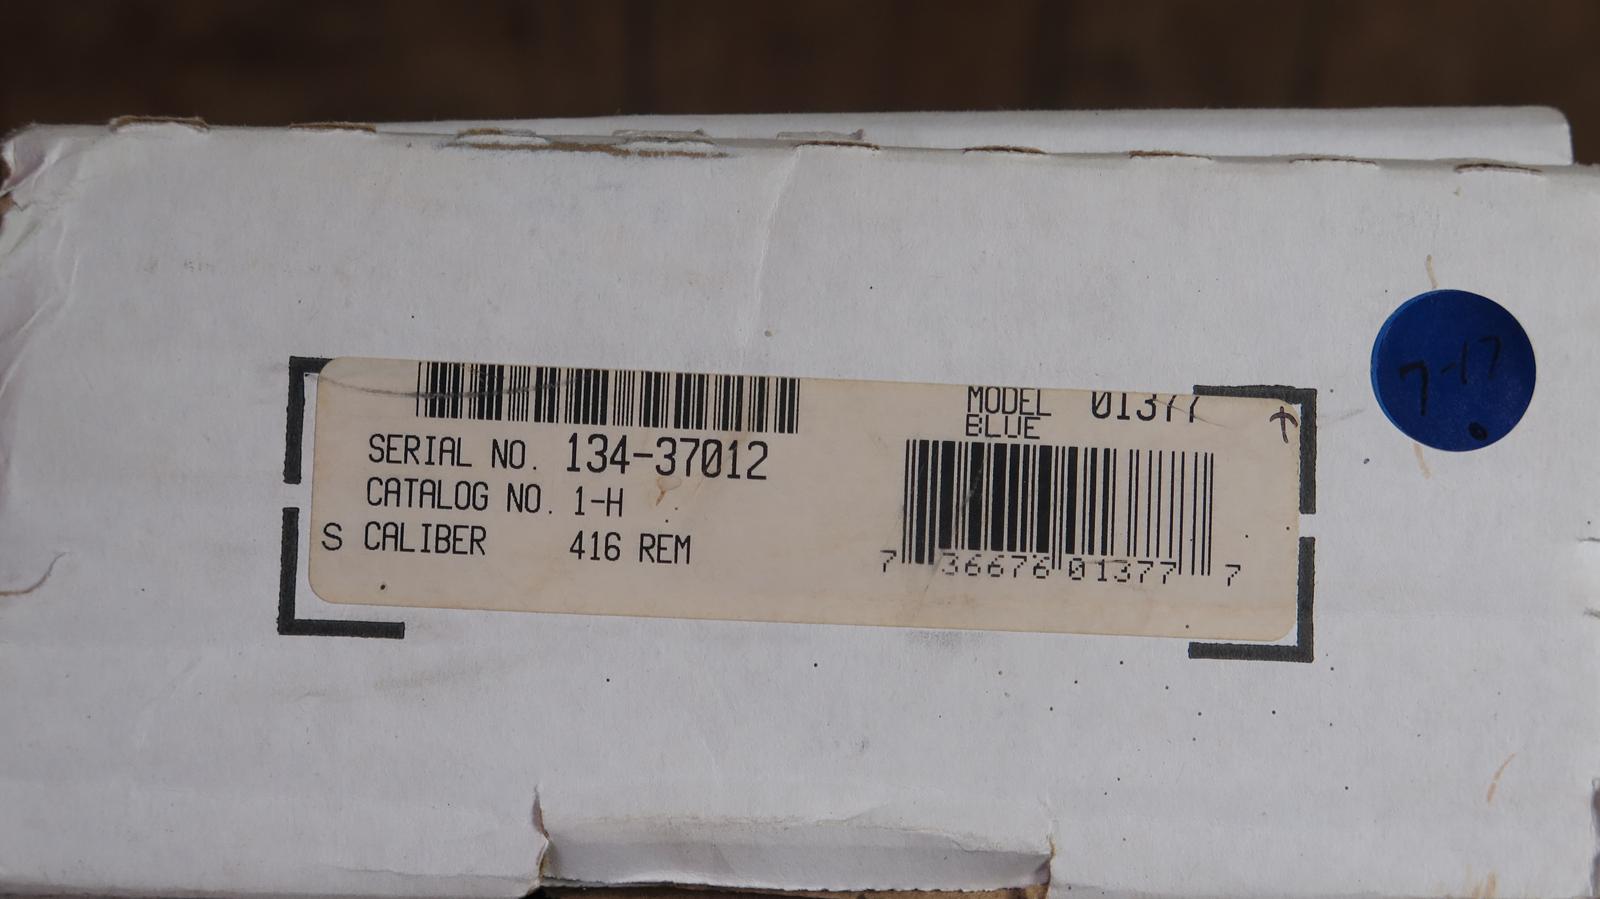 MODEL 01377
BLUE
SERIAL NO. 134-37012
CATALOG NO. 1-H
S CALIBER 416 REM
7 36676 01377 7
7-17